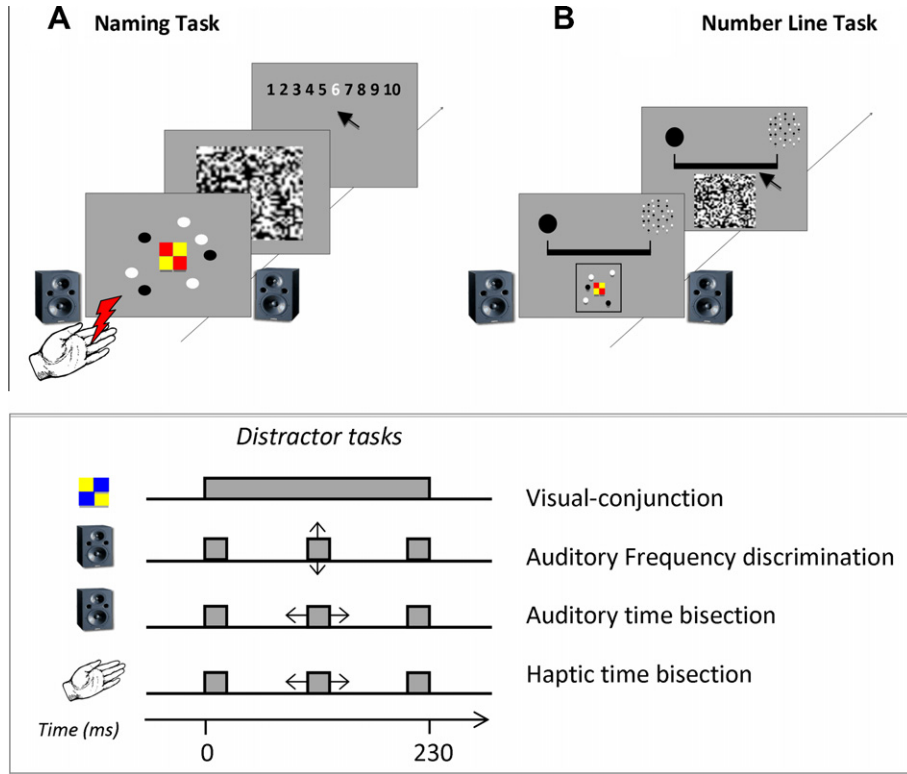 A Naming Task
B Number Line Task
1 2 3 4 5 6 7 8 9 10
Distractor tasks
Visual-conjunction
Auditory Frequency discrimination
Auditory time bisection
Haptic time bisection
Time (ms)
0 230